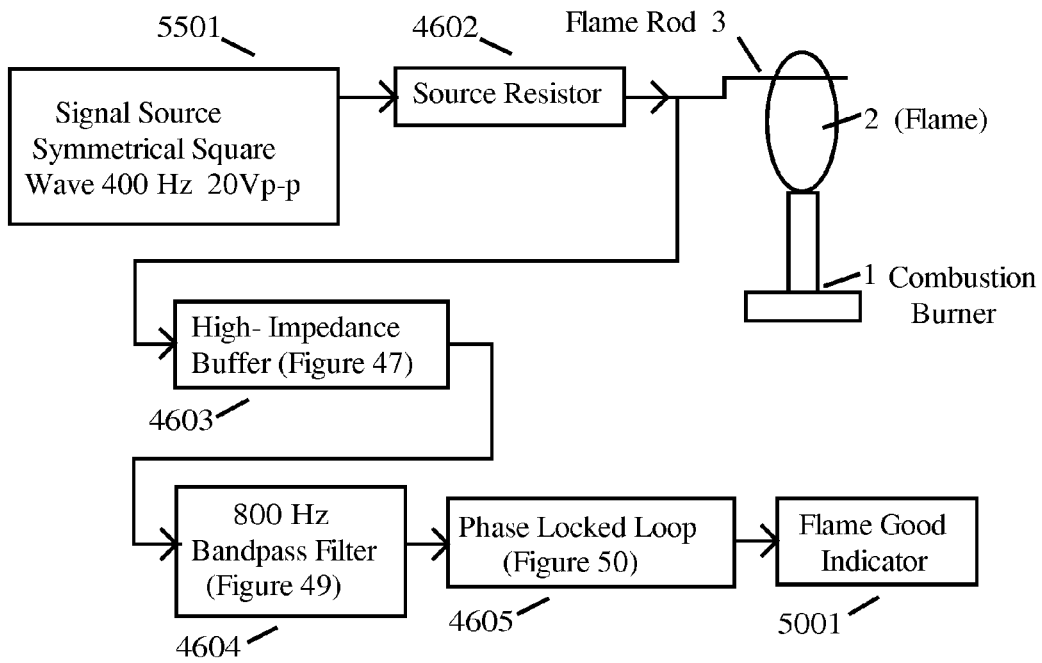 5501
4602
Flame Rod 3
Signal Source
Symmetrical Square
Wave 400 Hz 20Vp-p
Source Resistor
2 (Flame)
1 Combustion
Burner
High- Impedance
Buffer (Figure 47)
4603
800 Hz
Bandpass Filter
(Figure 49)
4604
Phase Locked Loop
(Figure 50)
4605
Flame Good
Indicator
5001